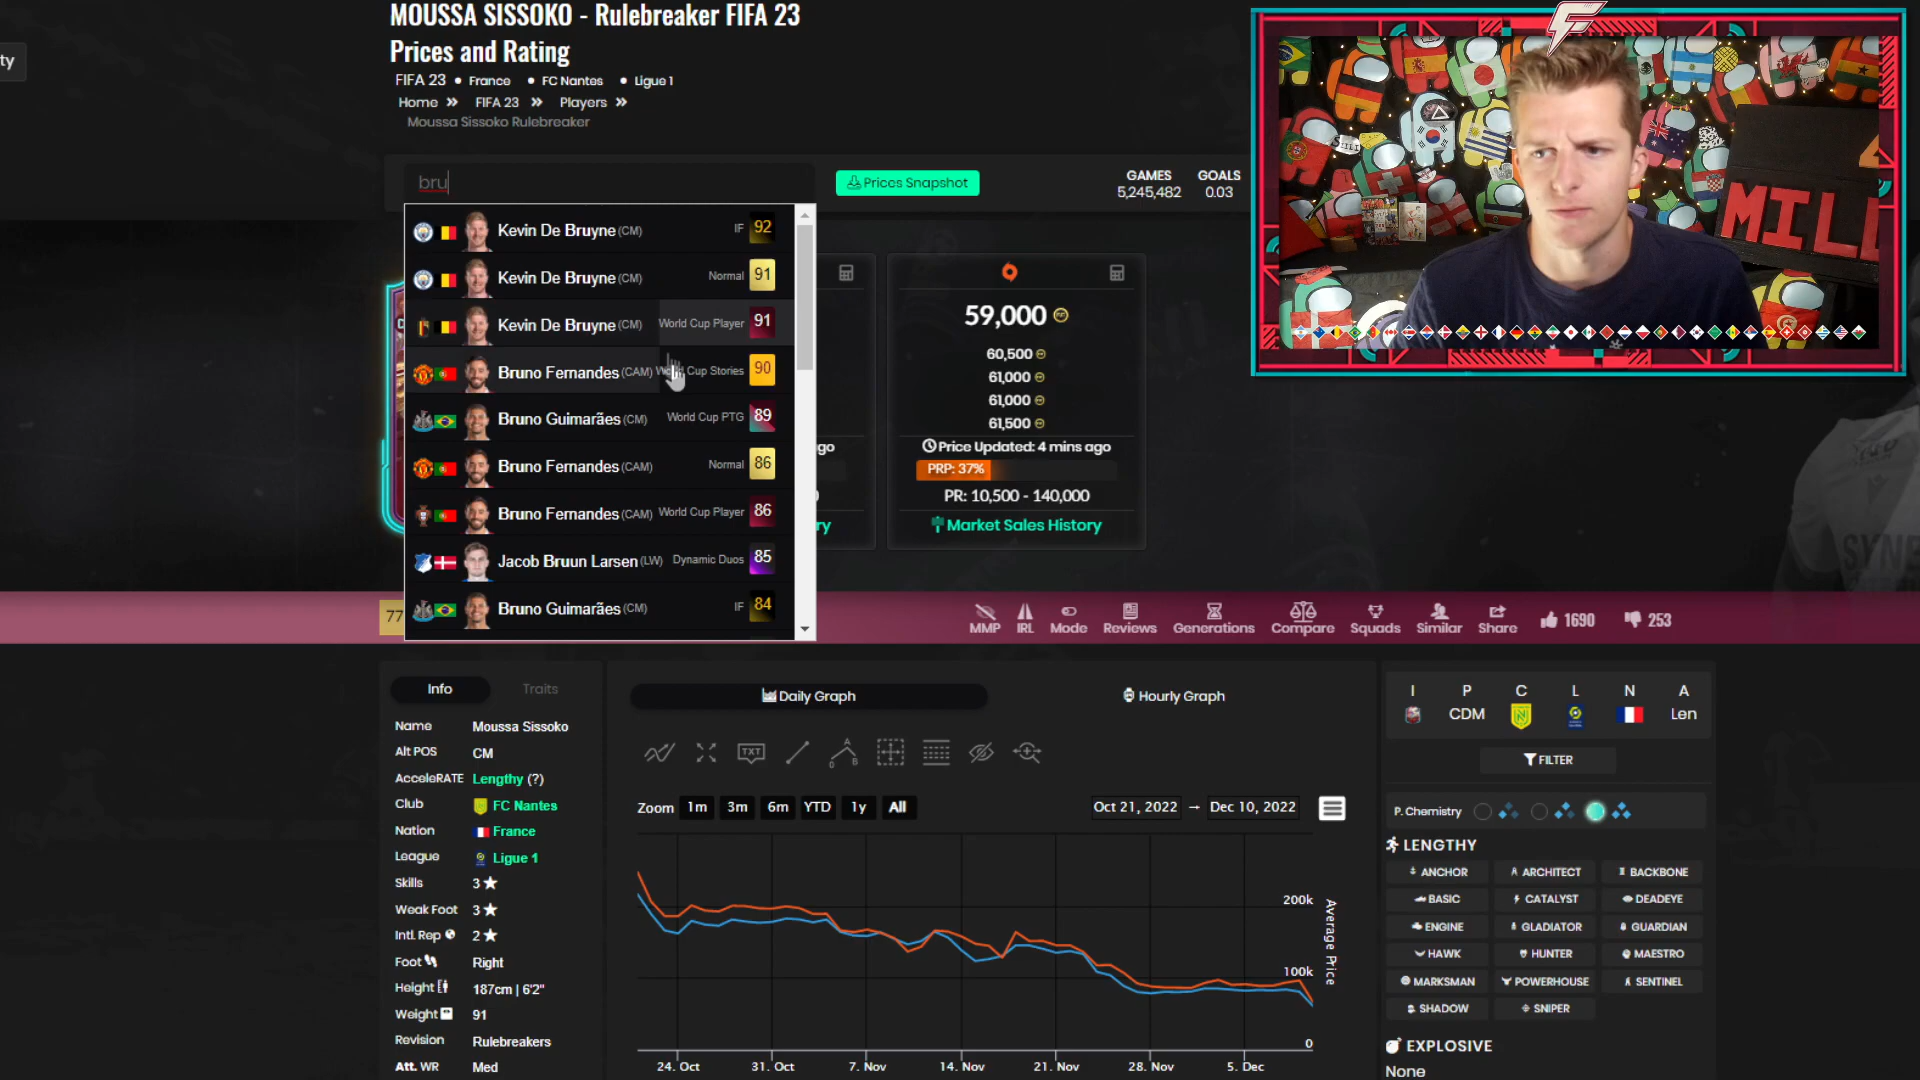 MOUSSA SISSOKO - Rulebreaker FIFA 23
Prices and Rating
ty
FIFA 23 • France • FC Nantes • Ligue 1
Home » FIFA 23 » Players »
Moussa Sissoko Rulebreaker
bru
Prices Snapshot
GAMES
5,245,482
GOALS
0.03
MILL
Kevin De Bruyne (CM) IF 92
Kevin De Bruyne (CM) Normal 91
Kevin De Bruyne (CM) World Cup Player 91
Bruno Fernandes (CAM) World Cup Stories 90
Bruno Guimarães (CM) World Cup PTG 89
Bruno Fernandes (CAM) Normal 86
Bruno Fernandes (CAM) World Cup Player 86
Jacob Bruun Larsen (LW) Dynamic Duos 85
Bruno Guimarães (CM) IF 84
59,000
60,500
61,000
61,000
61,500
ago
Price Updated: 4 mins ago
PRP: 37%
PR: 10,500 - 140,000
ry
Market Sales History
77
MMP
IRL
Mode
Reviews
Generations
Compare
Squads
Similar
Share
1690
253
Info
Traits
Name Moussa Sissoko
Alt POS CM
AcceleRATE Lengthy (?)
Club FC Nantes
Nation France
League Ligue 1
Skills 3
Weak Foot 3
Intl. Rep 2
Foot Right
Height 187cm | 6'2"
Weight 91
Revision Rulebreakers
Att. WR Med
Daily Graph
Hourly Graph
TXT
Zoom 1m 3m 6m YTD 1y All
Oct 21, 2022 → Dec 10, 2022
200k
100k
0
Average Price
24. Oct 31. Oct 7. Nov 14. Nov 21. Nov 28. Nov 5. Dec
I P C L N A
CDM Len
FILTER
P. Chemistry
LENGTHY
ANCHOR ARCHITECT BACKBONE
BASIC CATALYST DEADEYE
ENGINE GLADIATOR GUARDIAN
HAWK HUNTER MAESTRO
MARKSMAN POWERHOUSE SENTINEL
SHADOW SNIPER
EXPLOSIVE
None